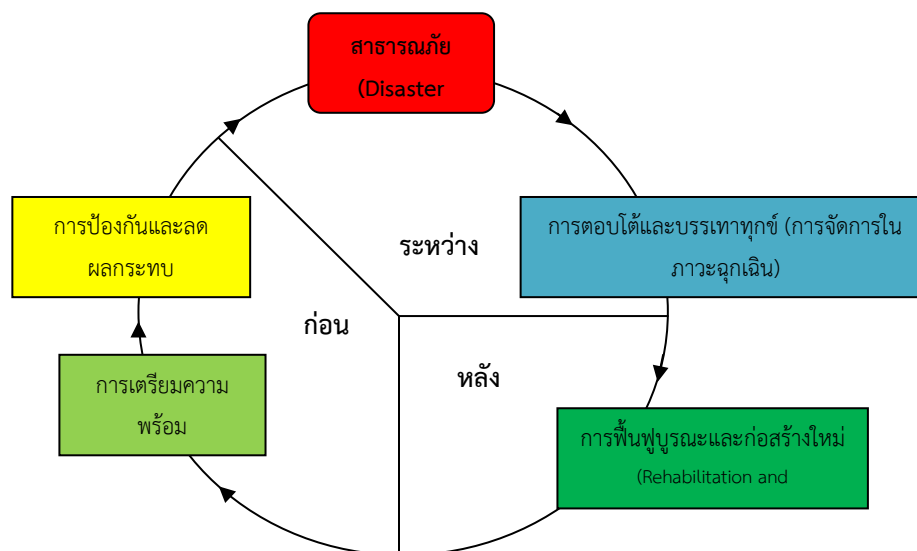 สาธารณภัย
(Disaster
การป้องกันและลด
ผลกระทบ
การตอบโต้และบรรเทาทุกข์ (การจัดการใน
ภาวะฉุกเฉิน)
ระหว่าง
ก่อน
หลัง
การเตรียมความ
พร้อม
การฟื้นฟูบูรณะและก่อสร้างใหม่
(Rehabilitation and